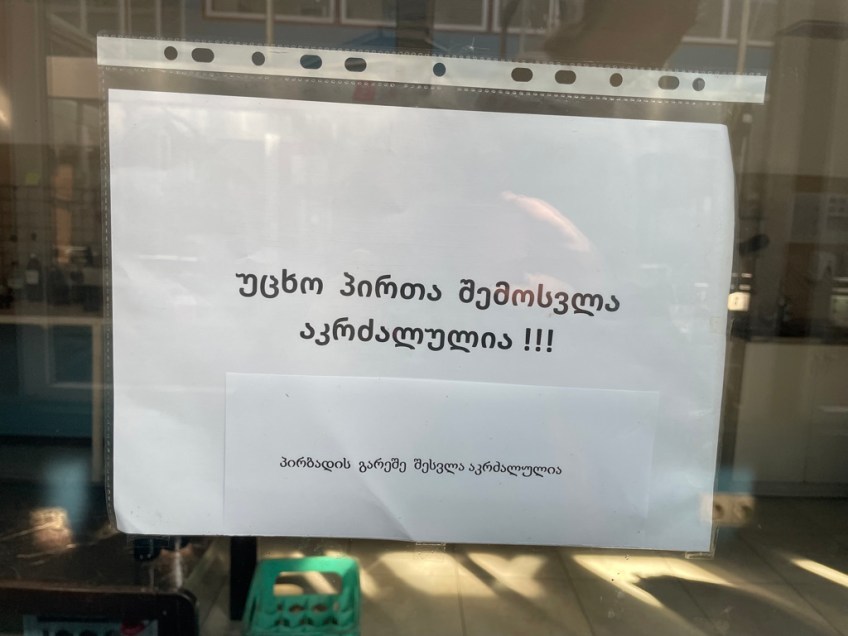 უცხო პირთა შემოსვლა
აკრძალულია !!!
პირბადის გარეშე შესვლა აკრძალულია